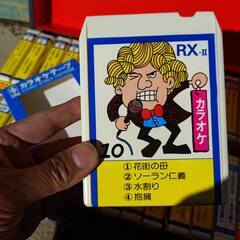 RX-II
カラオケ
10
① 花街の母
② ソーラン仁義
③ 水割り
④ 抱擁
カラオケテープ